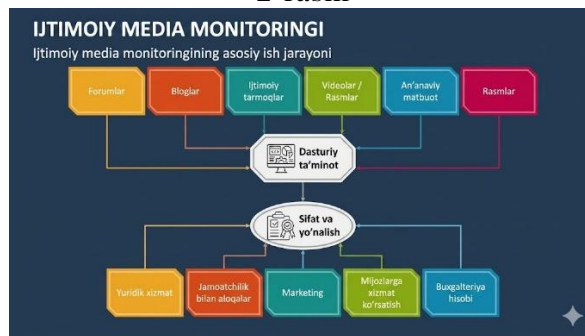 IJTIMOIY MEDIA MONITORINGI
Ijtimoiy media monitoringining asosiy ish jarayoni
Forumlar
Bloglar
Ijtimoiy
tarmoqlar
Videolar /
Rasmlar
An'anaviy
matbuot
Rasmlar
Dasturiy
ta'minot
Sifat va
yo'nalish
Yuridik xizmat
Jamoatchilik
bilan aloqalar
Marketing
Mijozlarga
xizmat
ko'rsatish
Buxgalteriya
hisobi